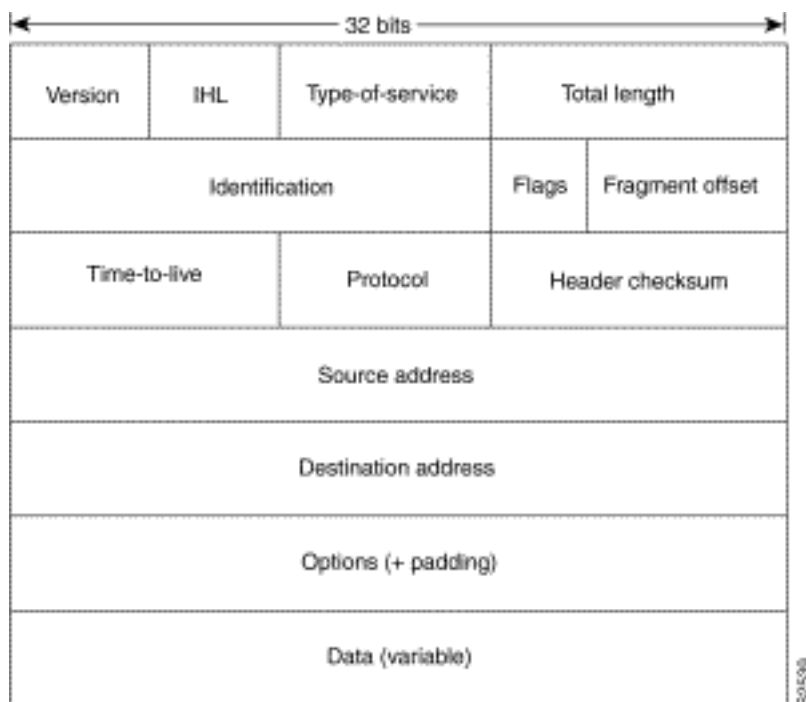 32 bits
Version IHL Type-of-service Total length
Identification Flags Fragment offset
Time-to-live Protocol Header checksum
Source address
Destination address
Options (+ padding)
Data (variable)